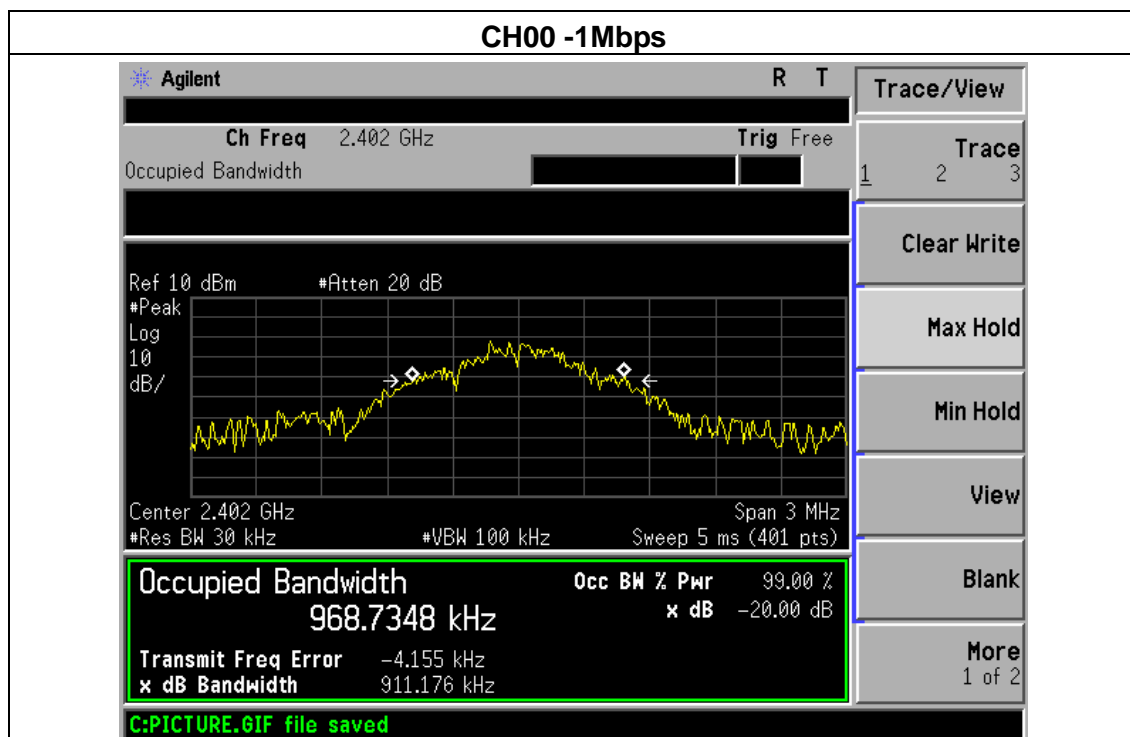 CH00 -1Mbps
Agilent R T
Trace/View
Ch Freq 2.402 GHz Trig Free
Occupied Bandwidth
Trace
1 2 3
Clear Write
Ref 10 dBm #Atten 20 dB
#Peak
Log
10
dB/
Max Hold
Min Hold
View
Center 2.402 GHz Span 3 MHz
#Res BW 30 kHz #VBW 100 kHz Sweep 5 ms (401 pts)
Occupied Bandwidth Occ BW % Pwr 99.00 %
968.7348 kHz x dB -20.00 dB
Blank
Transmit Freq Error -4.155 kHz
x dB Bandwidth 911.176 kHz
More
1 of 2
C:PICTURE.GIF file saved